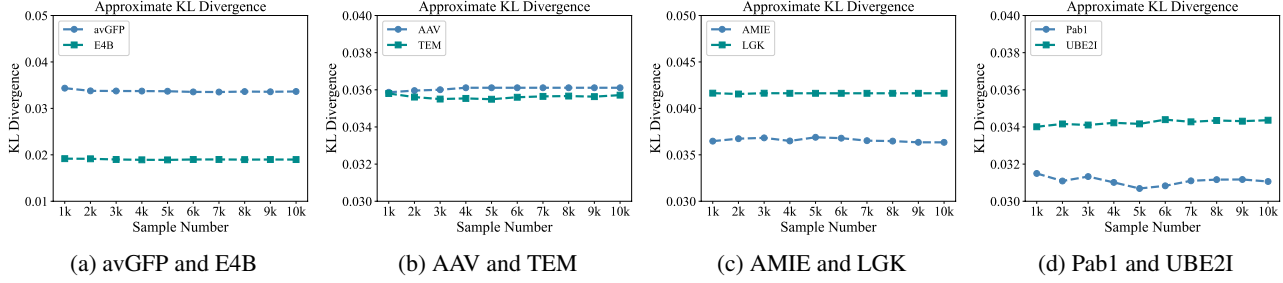 Approximate KL Divergence
0.05
0.04
0.03
0.02
0.01
KL Divergence
avGFP
E4B
1k 2k 3k 4k 5k 6k 7k 8k 9k 10k
Sample Number
(a) avGFP and E4B
Approximate KL Divergence
0.040
0.038
0.036
0.034
0.032
0.030
KL Divergence
AAV
TEM
1k 2k 3k 4k 5k 6k 7k 8k 9k 10k
Sample Number
(b) AAV and TEM
Approximate KL Divergence
0.050
0.045
0.040
0.035
0.030
KL Divergence
AMIE
LGK
1k 2k 3k 4k 5k 6k 7k 8k 9k 10k
Sample Number
(c) AMIE and LGK
Approximate KL Divergence
0.040
0.038
0.036
0.034
0.032
0.030
KL Divergence
Pab1
UBE2I
1k 2k 3k 4k 5k 6k 7k 8k 9k 10k
Sample Number
(d) Pab1 and UBE2I